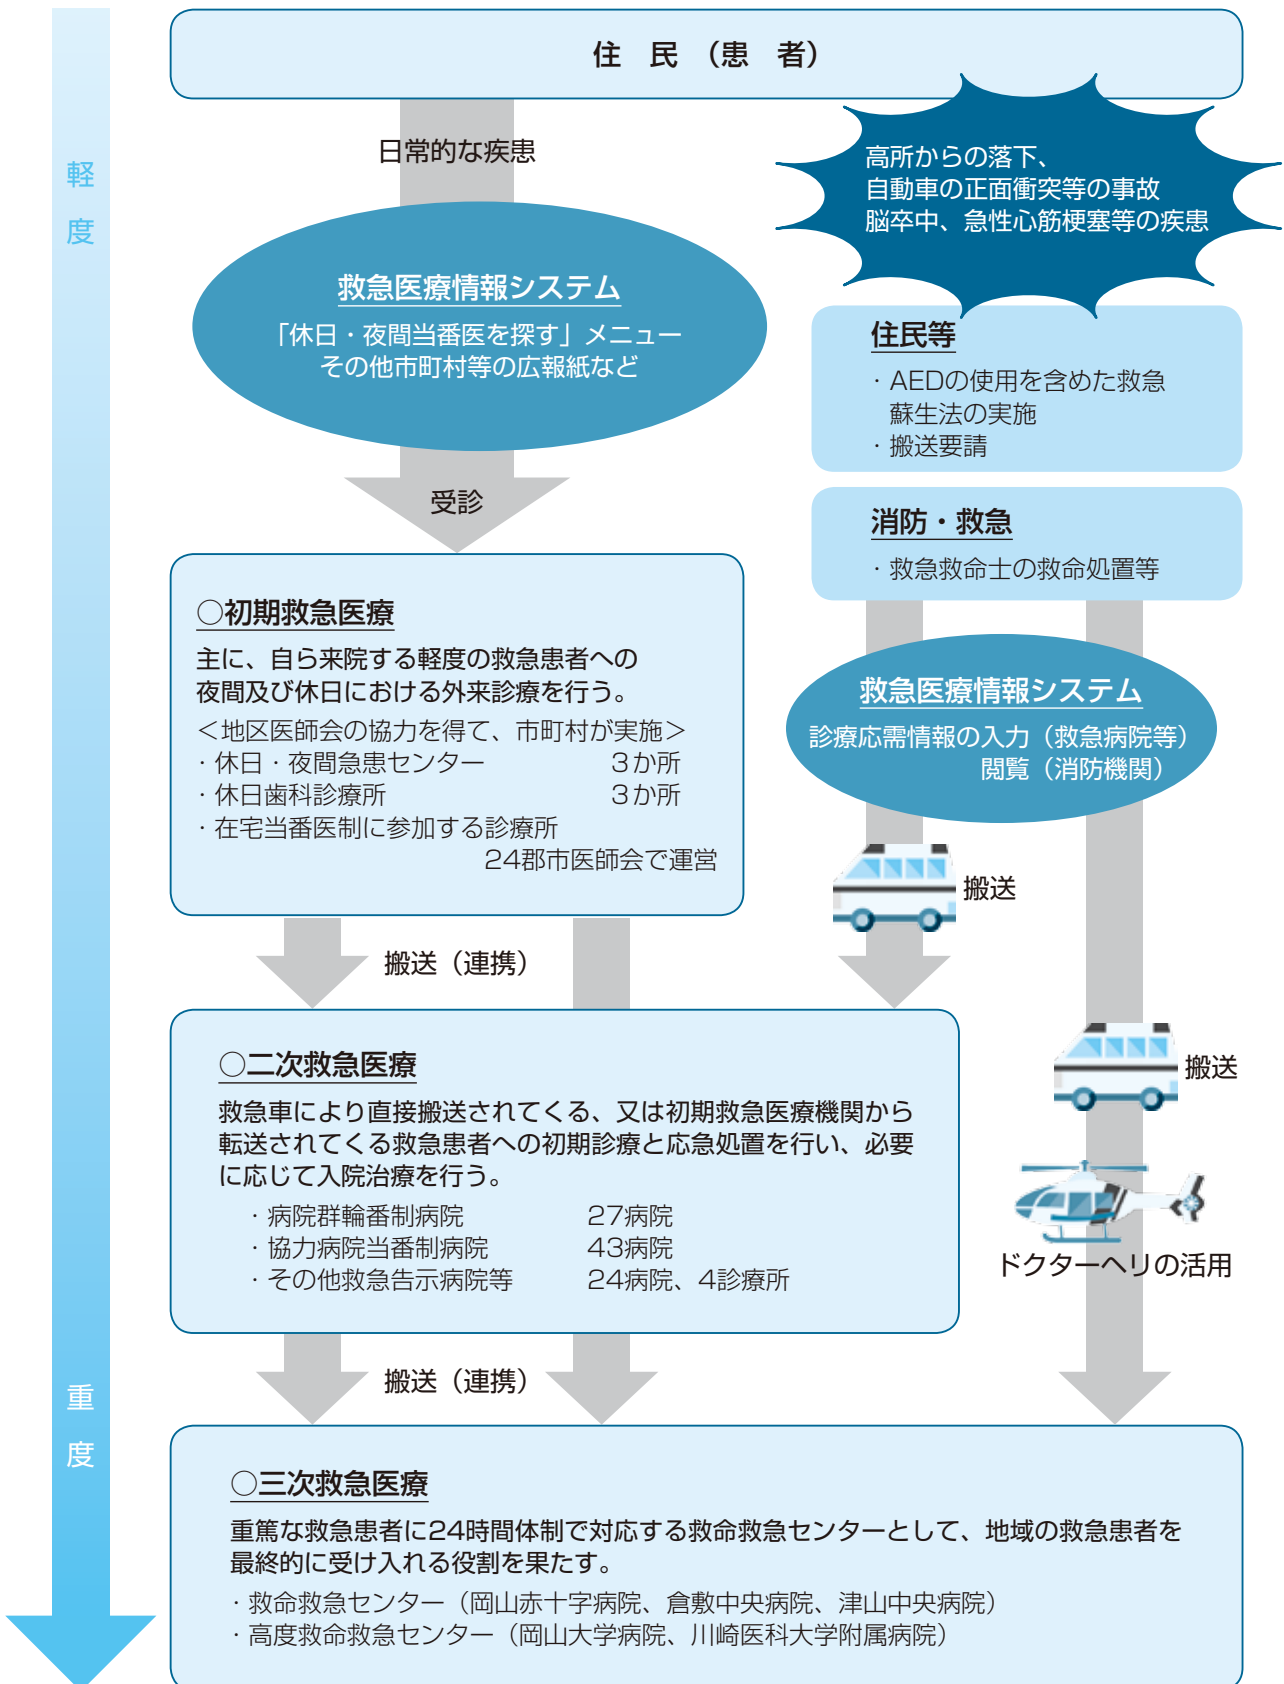 住　民　（患　者）
軽
度
日常的な疾患
高所からの落下、
自動車の正面衝突等の事故
脳卒中、急性心筋梗塞等の疾患
救急医療情報システム
「休日・夜間当番医を探す」メニュー
その他市町村等の広報紙など
住民等
・AEDの使用を含めた救急
蘇生法の実施
・搬送要請
受診
消防・救急
・救急救命士の救命処置等
○初期救急医療
主に、自ら来院する軽度の救急患者への
夜間及び休日における外来診療を行う。
＜地区医師会の協力を得て、市町村が実施＞
・休日・夜間急患センター　3か所
・休日歯科診療所　3か所
・在宅当番医制に参加する診療所
24郡市医師会で運営
救急医療情報システム
診療応需情報の入力（救急病院等）
閲覧（消防機関）
搬送
搬送（連携）
○二次救急医療
救急車により直接搬送されてくる、又は初期救急医療機関から
転送されてくる救急患者への初期診療と応急処置を行い、必要
に応じて入院治療を行う。
・病院群輪番制病院　27病院
・協力病院当番制病院　43病院
・その他救急告示病院等　24病院、4診療所
搬送
ドクターヘリの活用
搬送（連携）
重
度
○三次救急医療
重篤な救急患者に24時間体制で対応する救命救急センターとして、地域の救急患者を
最終的に受け入れる役割を果たす。
・救命救急センター（岡山赤十字病院、倉敷中央病院、津山中央病院）
・高度救命救急センター（岡山大学病院、川崎医科大学附属病院）